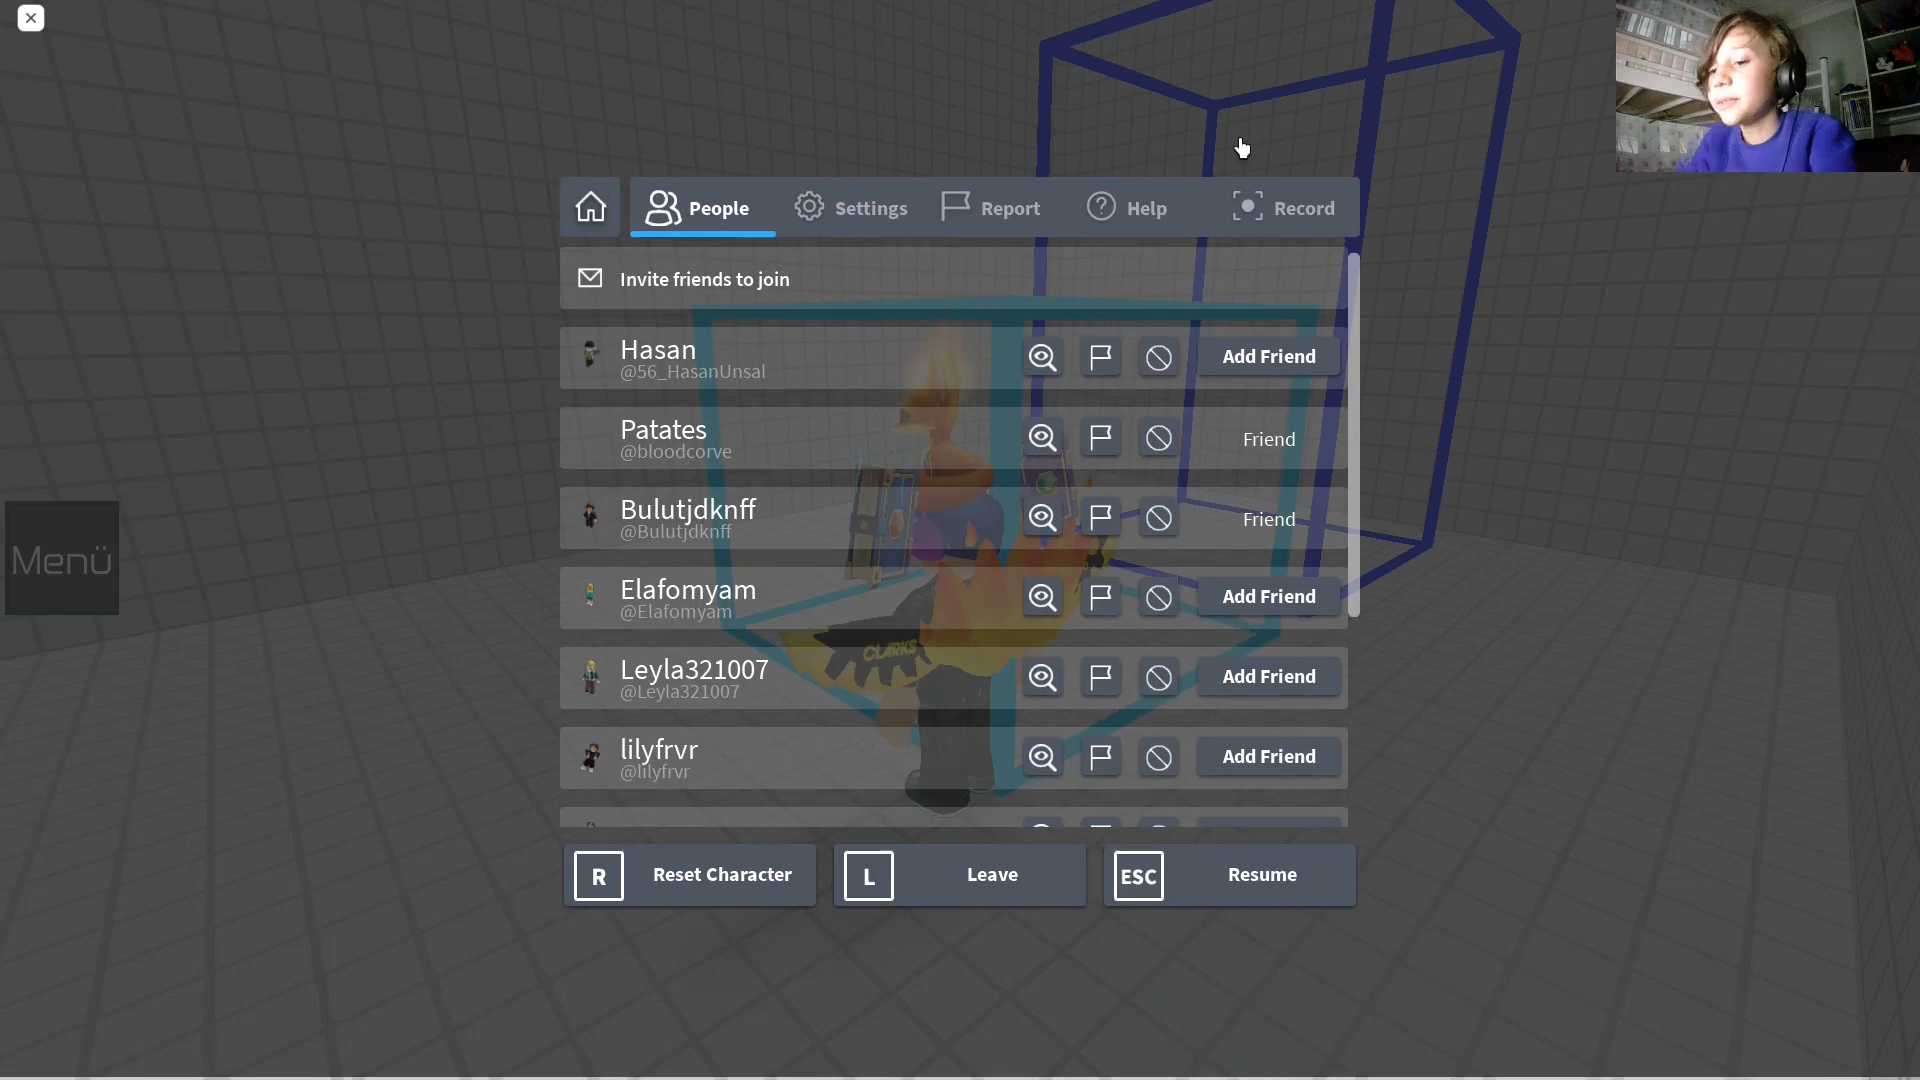 People
Settings
Report
Help
Record
Invite friends to join
Hasan
@56_HasanUnsal
Add Friend
Patates
@bloodcorve
Friend
Bulutjdknff
@Bulutjdknff
Friend
Elafomyam
@Elafomyam
Add Friend
Leyla321007
@Leyla321007
Add Friend
lilyfrvr
@lilyfrvr
Add Friend
Menü
CLARKS
R Reset Character
L Leave
ESC Resume